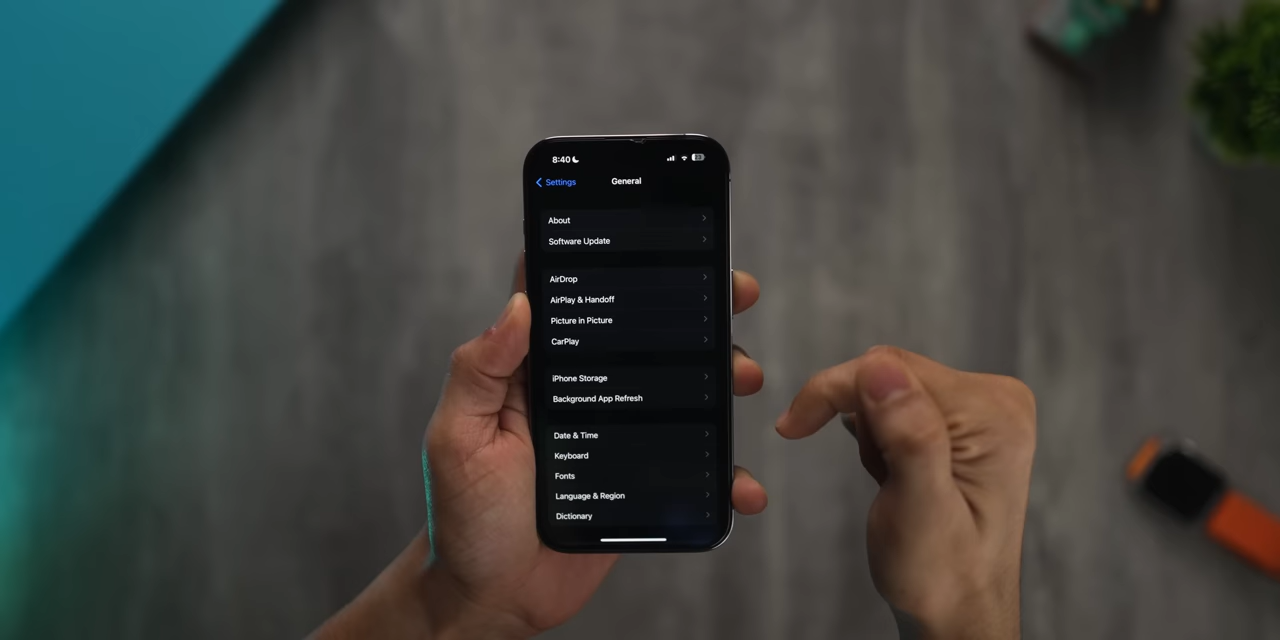 8:40
Settings
General
About
Software Update
AirDrop
AirPlay & Handoff
Picture in Picture
CarPlay
iPhone Storage
Background App Refresh
Date & Time
Keyboard
Fonts
Language & Region
Dictionary